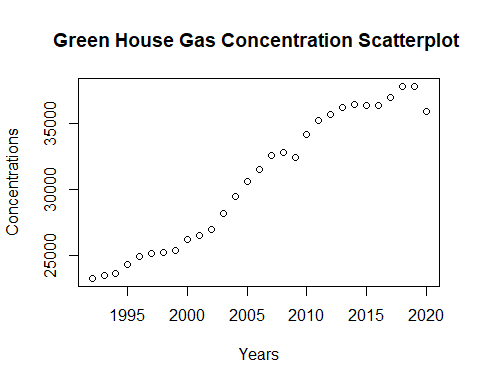 Green House Gas Concentration Scatterplot
Concentrations
35000
30000
25000
1995 2000 2005 2010 2015 2020
Years